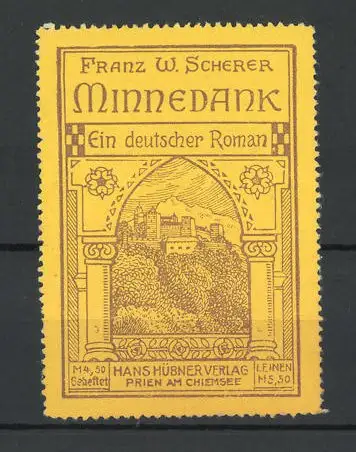 FRANZ W. SCHERER
MINNEDANK
Ein deutscher Roman
M 4,50
Geheftet
HANS HÜBNER VERLAG
PRIEN AM CHIEMSEE
LEINEN
M 5,50